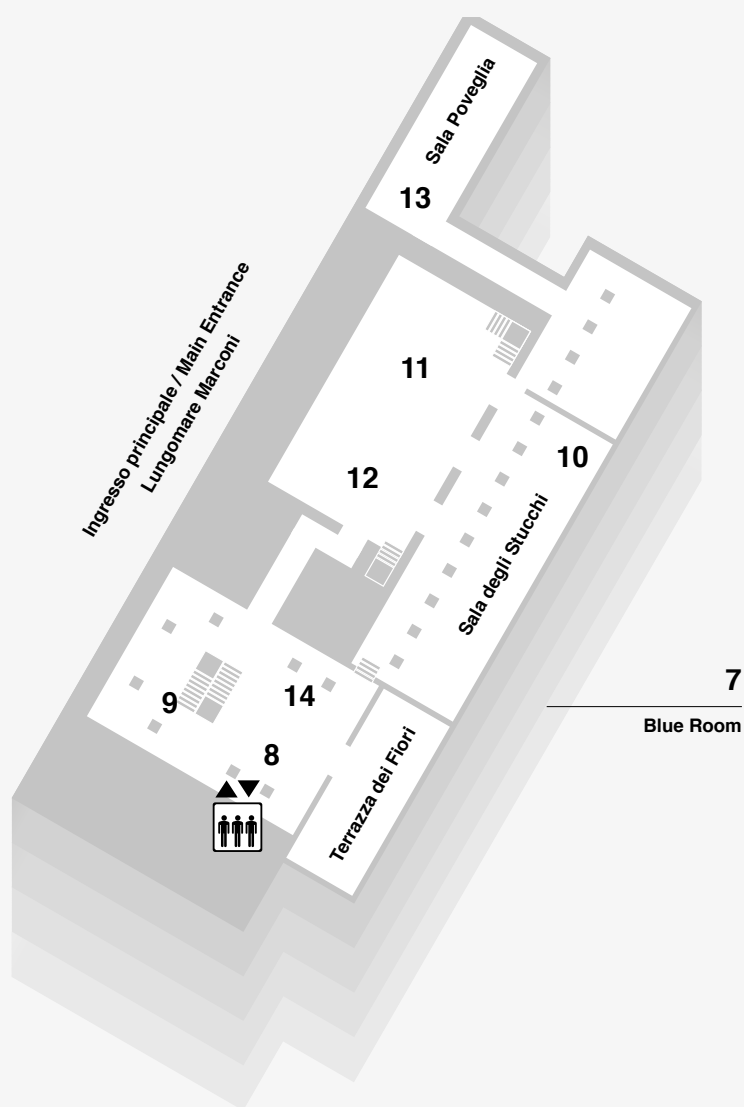 Sala Poveglia
13
Ingresso principale / Main Entrance
Lungomare Marconi
11
12
10
Sala degli Stucchi
7
Blue Room
9
14
8
Terrazza dei Fiori